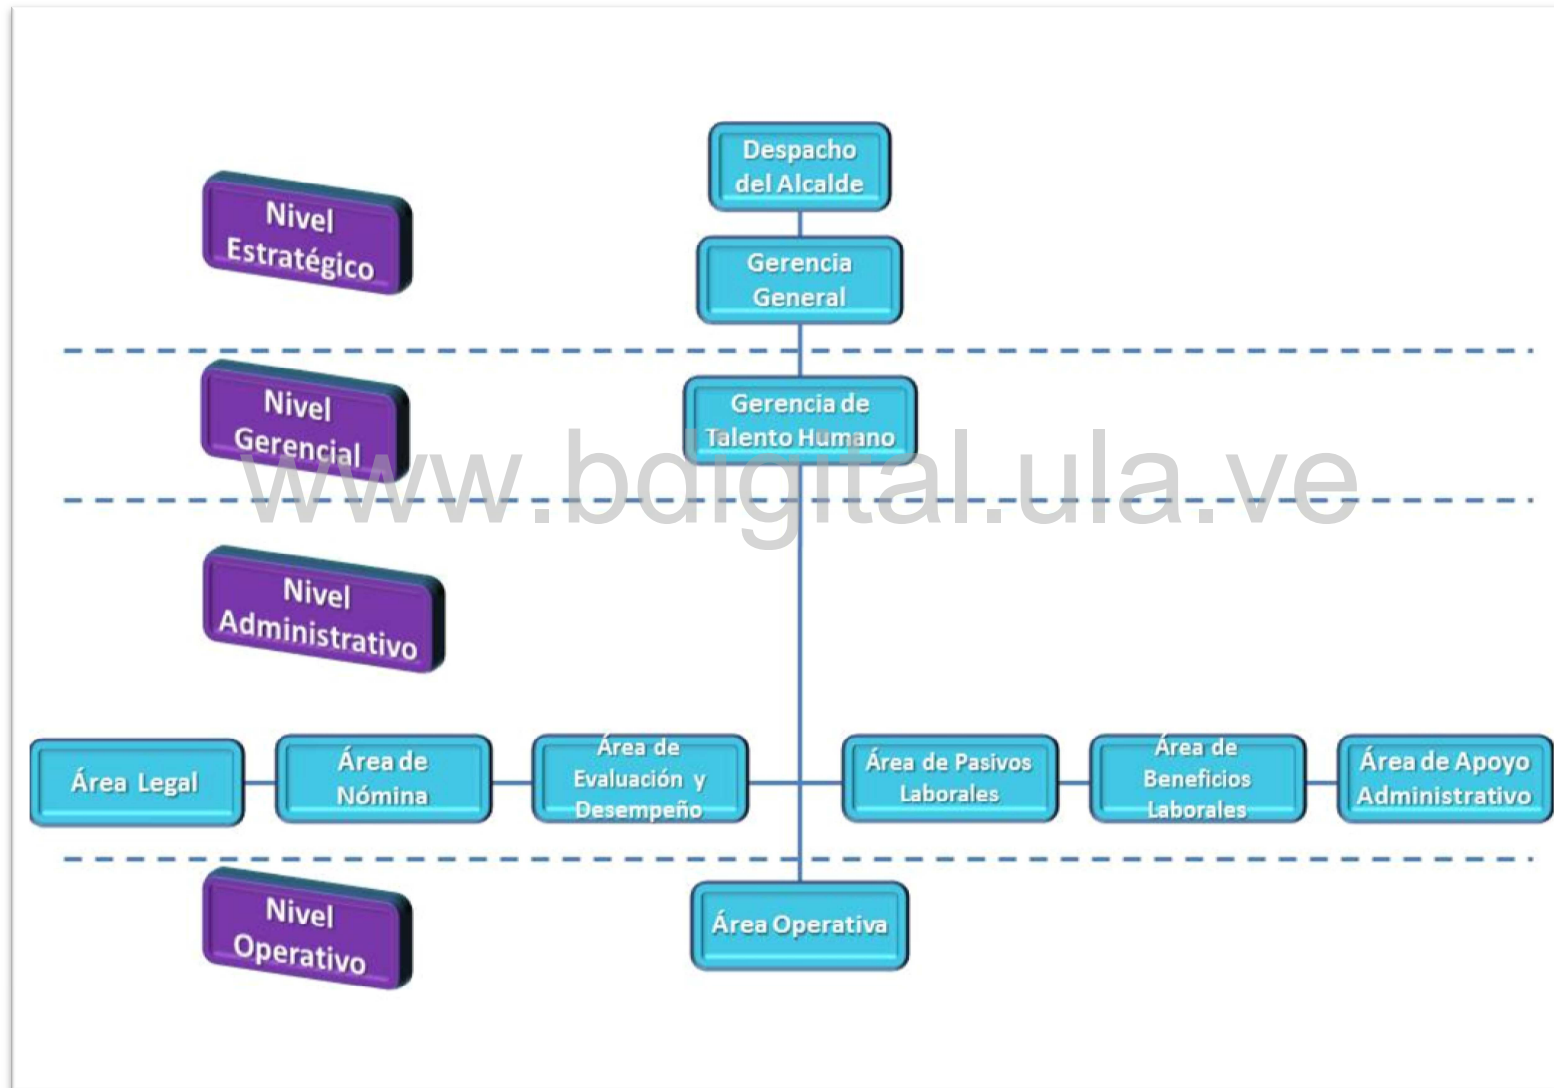 Despacho
del Alcalde
Nivel
Estratégico
Gerencia
General
Nivel
Gerencial
Gerencia de
Talento Humano
www.bdigital.ula.ve
Nivel
Administrativo
Área Legal
Área de
Nómina
Área de
Evaluación y
Desempeño
Área de Pasivos
Laborales
Área de
Beneficios
Laborales
Área de Apoyo
Administrativo
Nivel
Operativo
Área Operativa